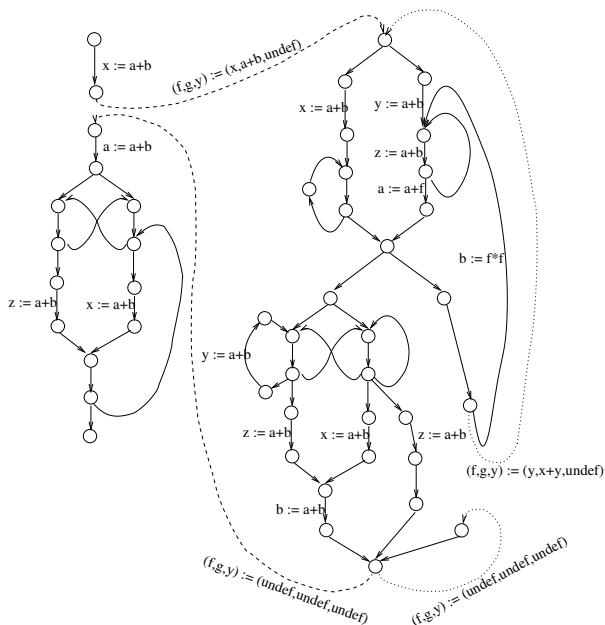 x := a+b
(f,g,y) := (x,a+b,undef)
a := a+b
z := a+b
x := a+b
x := a+b
y := a+b
z := a+b
a := a+f
b := f*f
y := a+b
z := a+b
x := a+b
z := a+b
b := a+b
(f,g,y) := (y,x+y,undef)
(f,g,y) := (undef,undef,undef)
(f,g,y) := (undef,undef,undef)